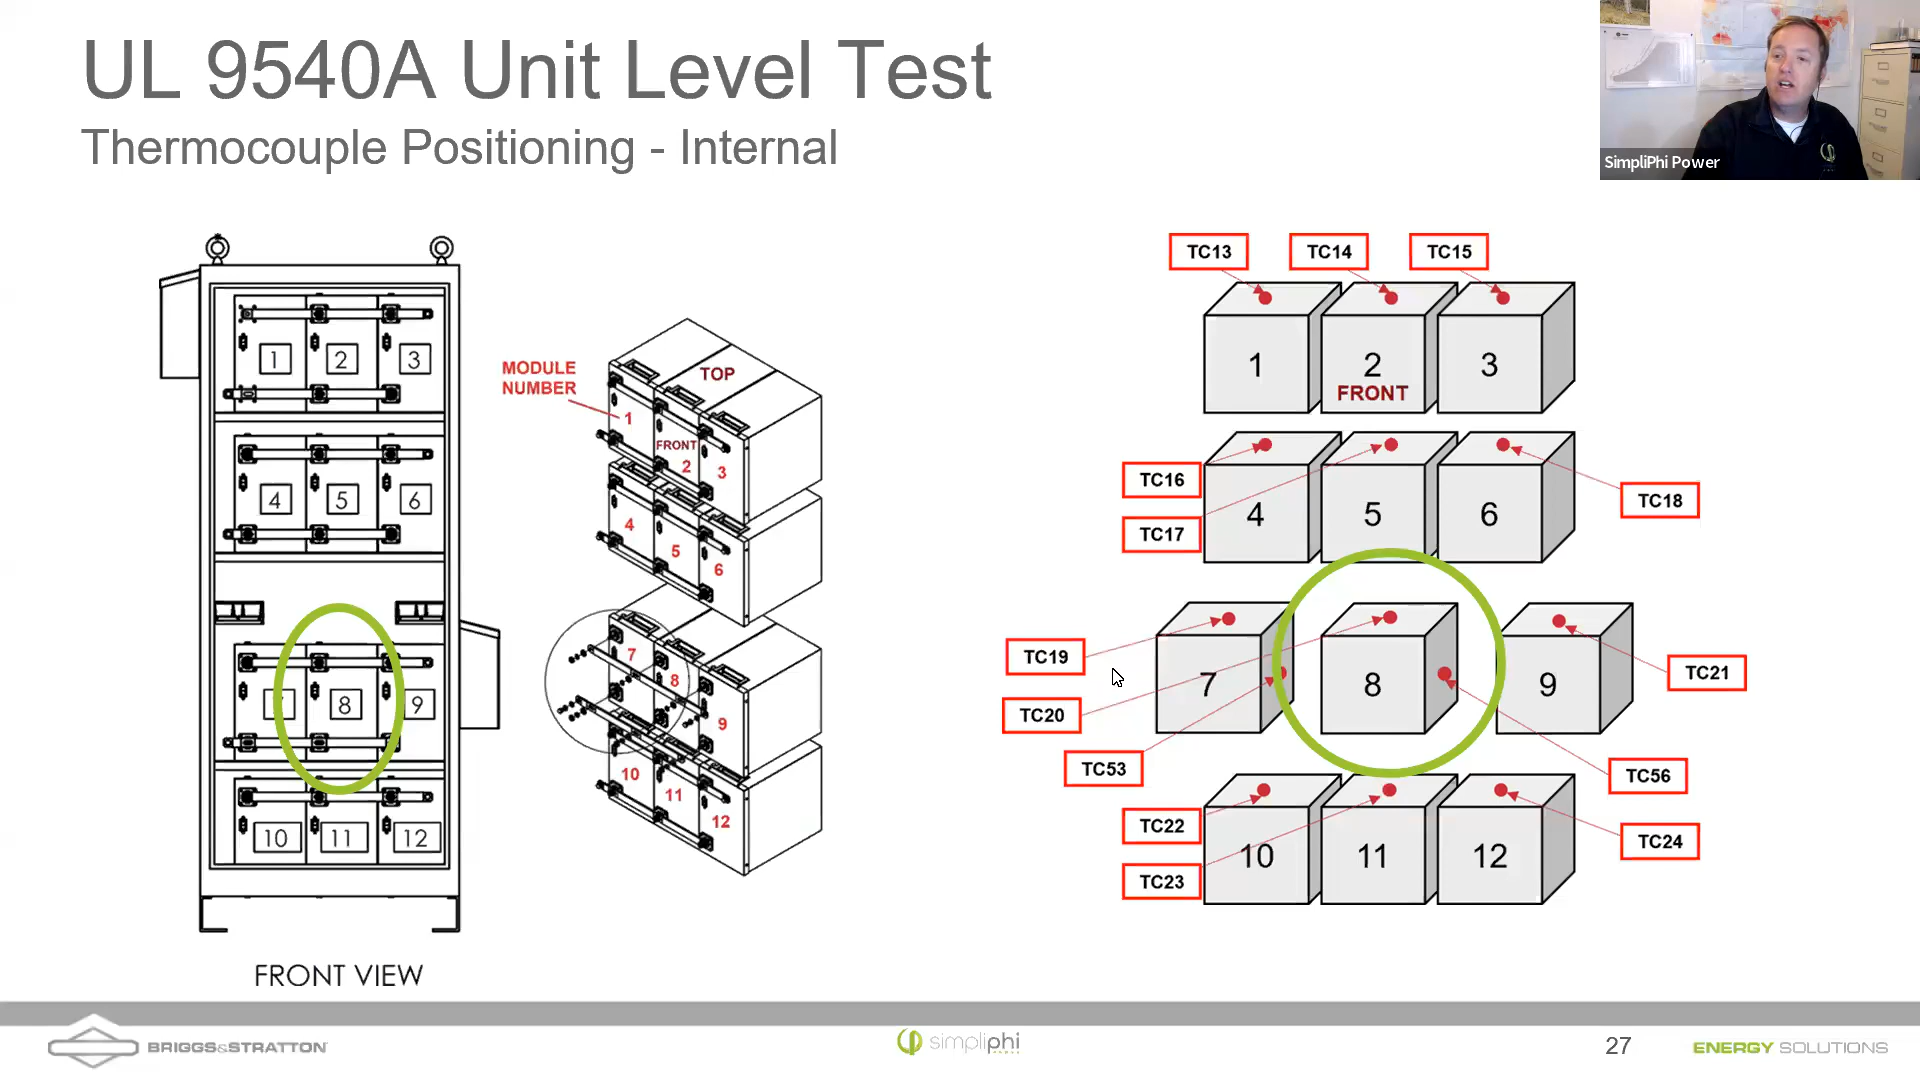 UL 9540A Unit Level Test
Thermocouple Positioning - Internal
SimpliPhi Power
1 2 3
4 5 6
8 9
10 11 12
FRONT VIEW
MODULE
NUMBER
TOP
1
FRONT
2 3
4
5
6
7
8
9
10
11
12
TC13 TC14 TC15
1 2 3
FRONT
TC16
TC17
TC18
4 5 6
TC19
TC20
TC53
TC21
TC56
7 8 9
TC22
TC23
TC24
10 11 12
BRIGGS&STRATTON
simpliphi
27
ENERGY SOLUTIONS